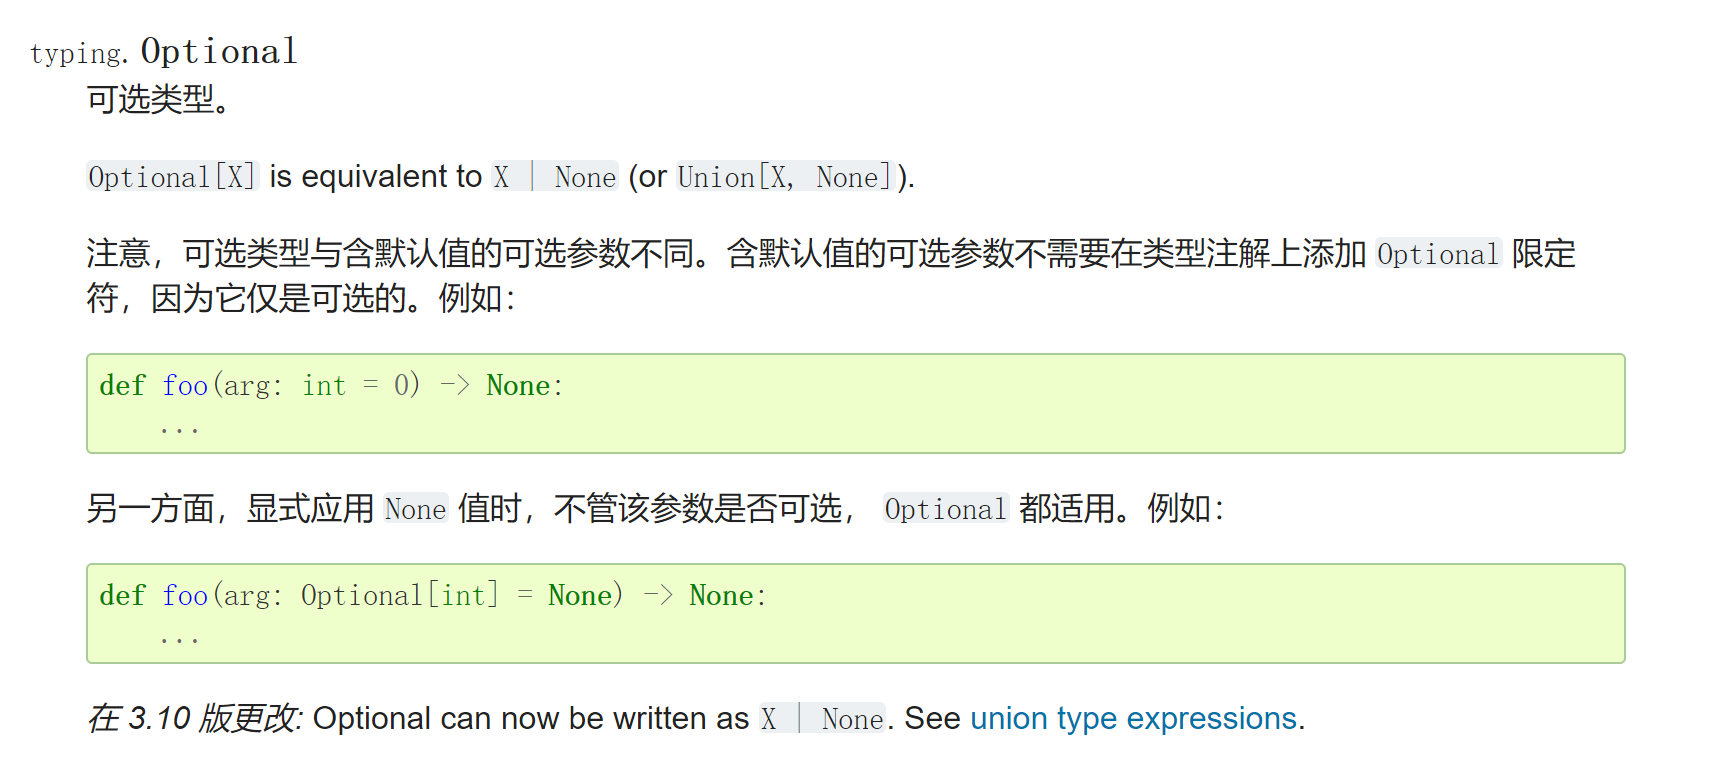 typing.Optional
可选类型。
Optional[X] is equivalent to X | None (or Union[X, None]).
注意，可选类型与含默认值的可选参数不同。含默认值的可选参数不需要在类型注解上添加 Optional 限定
符，因为它仅是可选的。例如：
def foo(arg: int = 0) -> None:
    ...
另一方面，显式应用 None 值时，不管该参数是否可选， Optional 都适用。例如：
def foo(arg: Optional[int] = None) -> None:
    ...
在 3.10 版更改: Optional can now be written as X | None. See union type expressions.